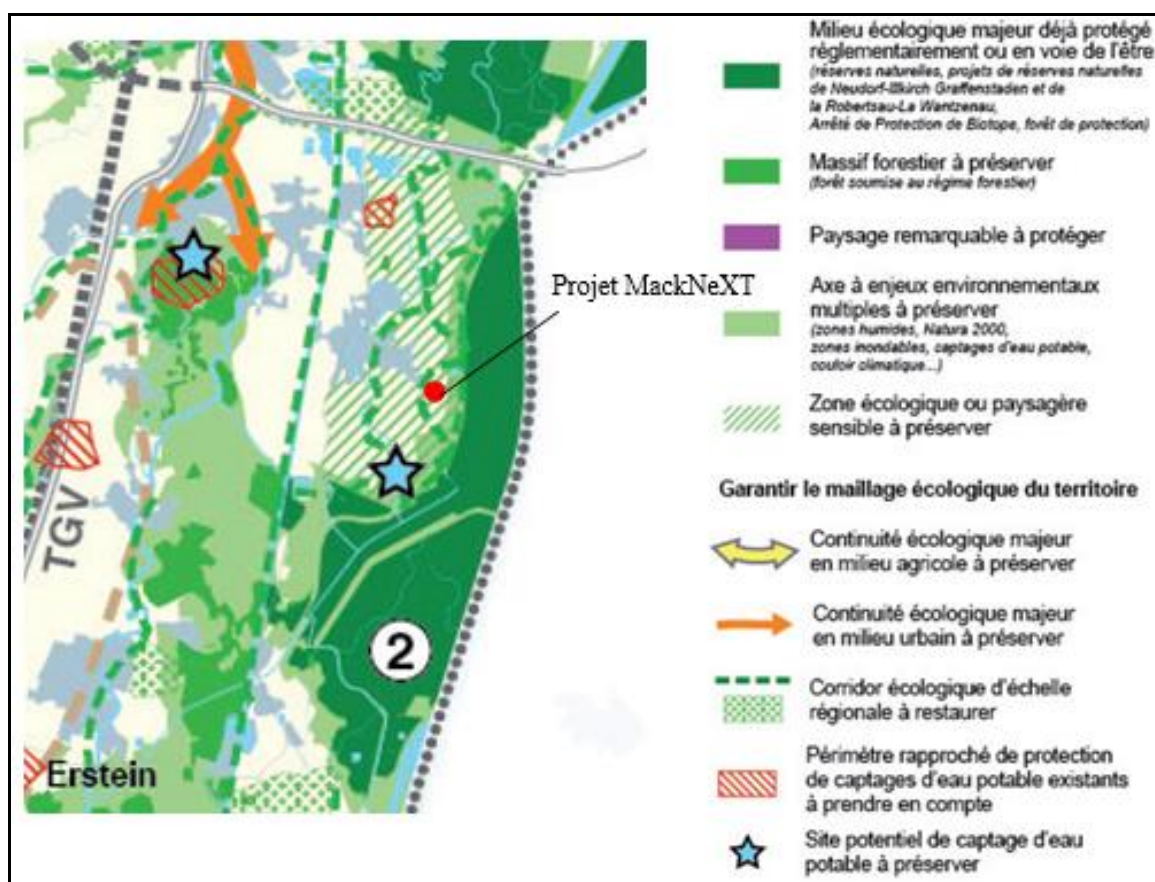 Projet MackNeXT
TGV
2
Erstein
Milieu écologique majeur déjà protégé
réglementairement ou en voie de l'être
(réserves naturelles, projets de réserves naturelles
de Neudorf-Illkirch Graffenstaden et de
la Robertsau-La Wantzenau,
Arrêté de Protection de Biotope, forêt de protection)
Massif forestier à préserver
(forêt soumise au régime forestier)
Paysage remarquable à protéger
Axe à enjeux environnementaux
multiples à préserver
(zones humides, Natura 2000,
zones inondables, captages d'eau potable,
couloir climatique...)
Zone écologique ou paysagère
sensible à préserver
Garantir le maillage écologique du territoire
Continuité écologique majeur
en milieu agricole à préserver
Continuité écologique majeur
en milieu urbain à préserver
Corridor écologique d'échelle
régionale à restaurer
Périmètre rapproché de protection
de captages d'eau potable existants
à prendre en compte
Site potentiel de captage d'eau
potable à préserver